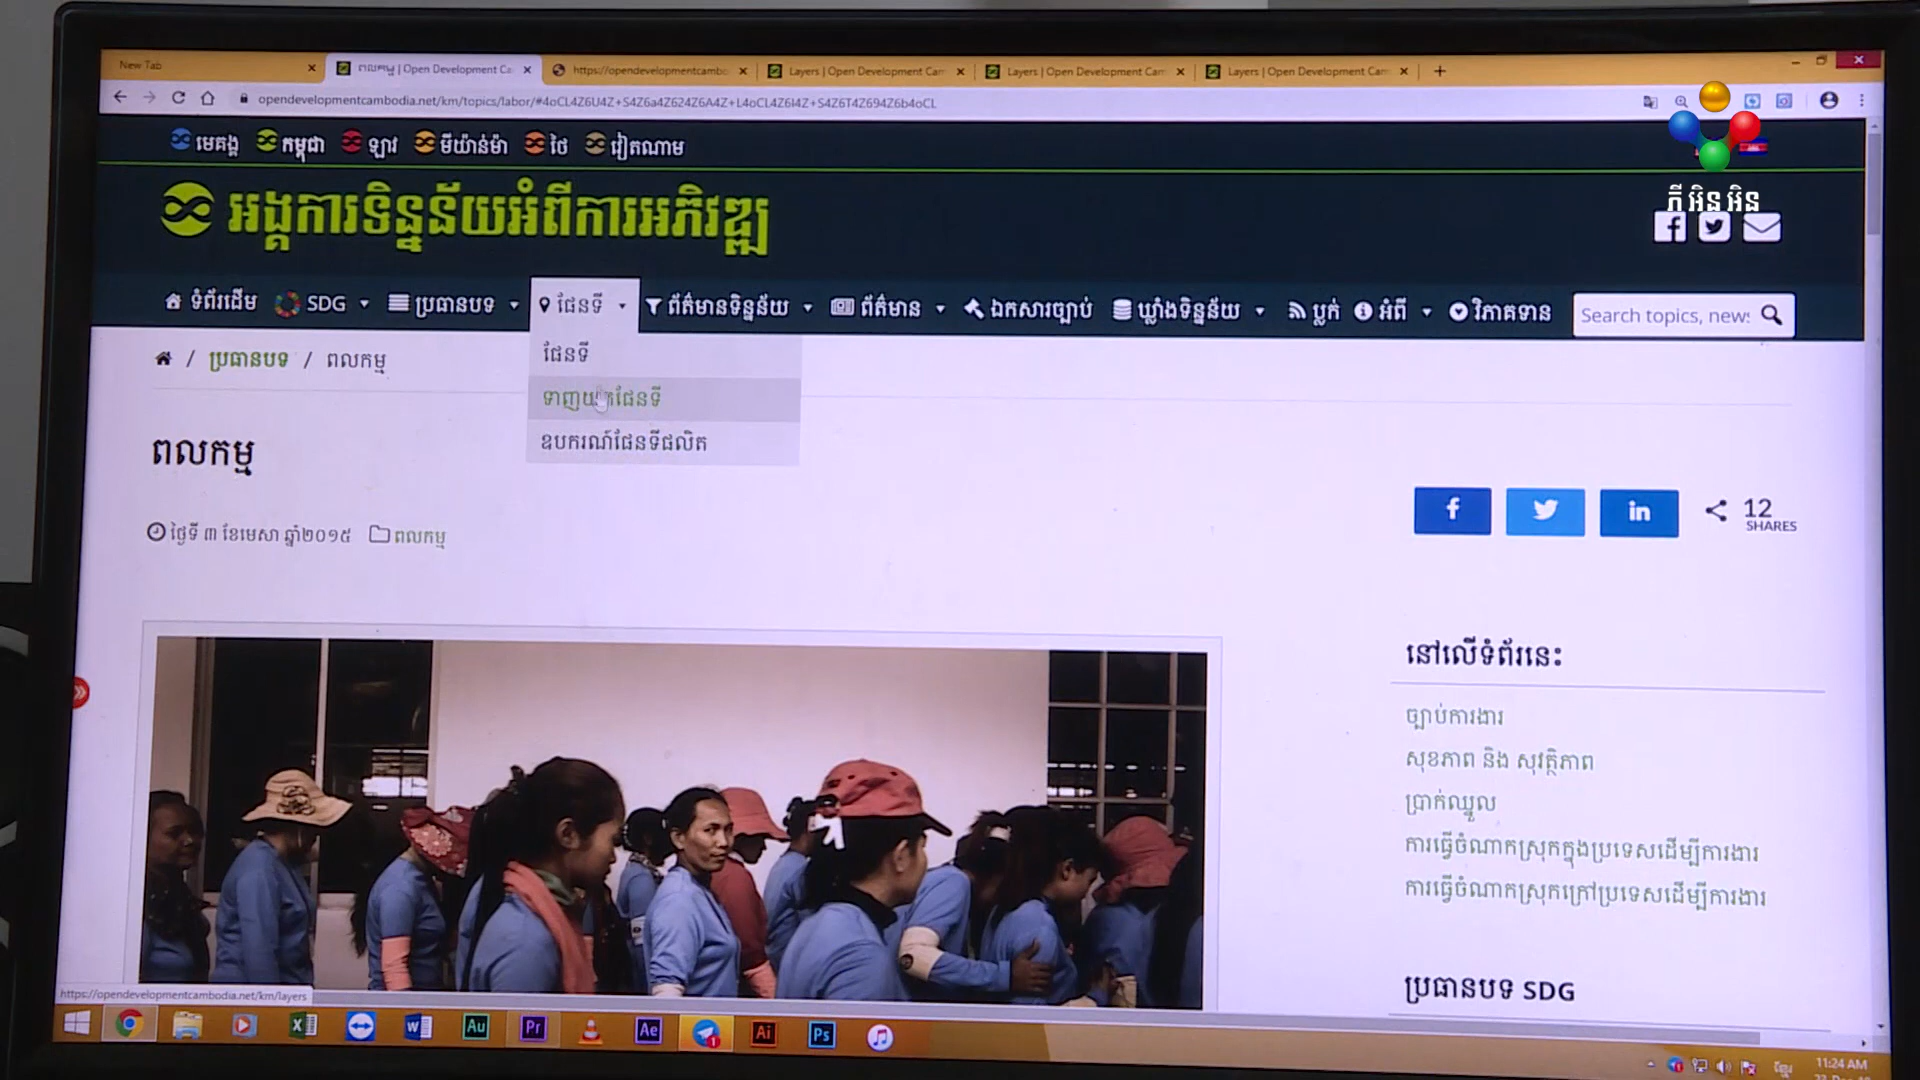 New Tab
ពលកម្ម | Open Development Ca
https://opendevelopmentcambo
Layers | Open Development Cam
Layers | Open Development Cam
Layers | Open Development Cam
opendevelopmentcambodia.net/km/topics/labor/#4oCL4Z6U4Z+S4Z6a4Z624Z6A4Z+L4oCL4Z6I4Z+S4Z6T4Z694Z6b4oCL
មេគង្គ កម្ពុជា ឡាវ មីយ៉ាន់ម៉ា ថៃ វៀតណាម
ភី អិន អិន
អង្គការទិន្នន័យអំពីការអភិវឌ្ឍ
ទំព័រដើម SDG ប្រធានបទ ផែនទី ព័ត៌មានទិន្នន័យ ព័ត៌មាន ឯកសារច្បាប់ ឃ្លាំងទិន្នន័យ ប្លក់ អំពី វិភាគទាន
Search topics, news
ផែនទី
ទាញយកផែនទី
ឧបករណ៍ផែនទីផលិត
/ ប្រធានបទ / ពលកម្ម
ពលកម្ម
ថ្ងៃទី ៣ ខែមេសា ឆ្នាំ២០១៥ ពលកម្ម
12
SHARES
នៅលើទំព័រនេះ
ច្បាប់ការងារ
សុខភាព និង សុវត្ថិភាព
ប្រាក់ឈ្នួល
ការធ្វើចំណាកស្រុកក្នុងប្រទេសដើម្បីការងារ
ការធ្វើចំណាកស្រុកក្រៅប្រទេសដើម្បីការងារ
ប្រធានបទ SDG
https://opendevelopmentcambodia.net/km/layers
Au Pr Ae Ai Ps
11:24 AM